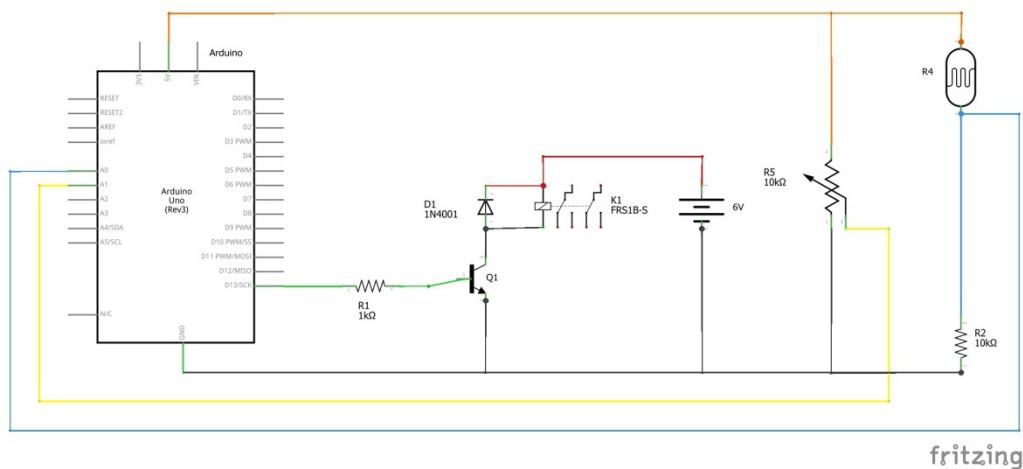 Arduino
3V3
5V
VIN
RESET
RESET2
AREF
ioref
A0
A1
A2
A3
A4/SDA
A5/SCL
N/C
GND
Arduino
Uno
(Rev3)
D0/RX
D1/TX
D2
D3 PWM
D4
D5 PWM
D6 PWM
D7
D8
D9 PWM
D10 PWM/SS
D11 PWM/MOSI
D12/MISO
D13/SCK
R1
1kΩ
D1
1N4001
Q1
K1
FRS1B-S
6V
R5
10kΩ
R4
R2
10kΩ
fritzing